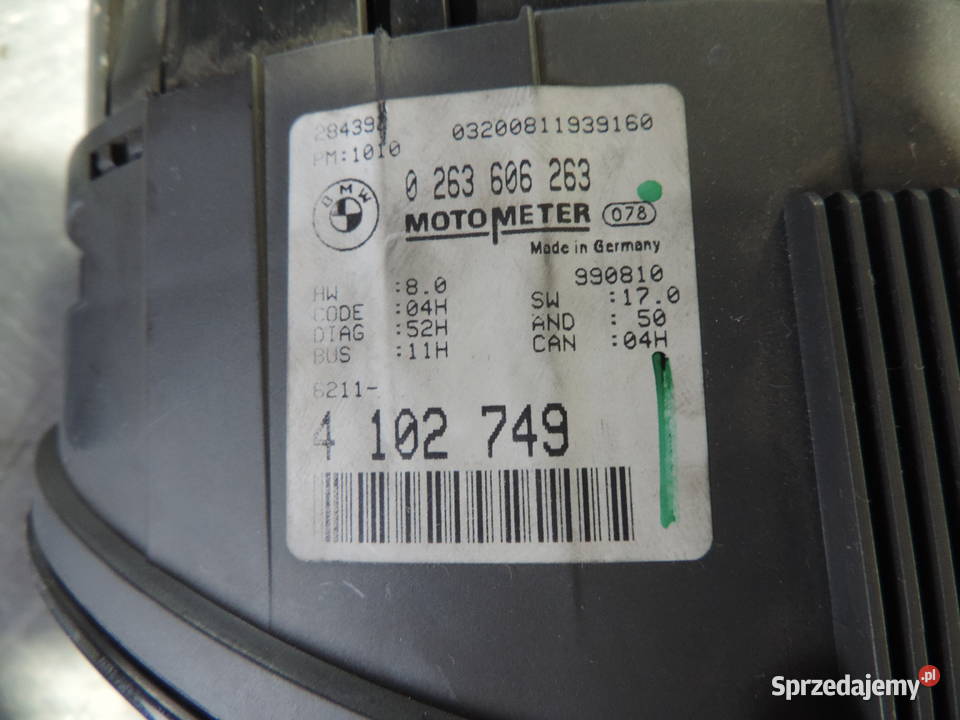 28439 03200811939160
PM:1010
BMW
0 263 606 263
MOTOMETER 078
Made in Germany
990810
HW :8.0 SW :17.0
CODE :04H AND : 50
DIAG :52H CAN :04H
BUS :11H
6211-
4 102 749
Sprzedajemy.pl